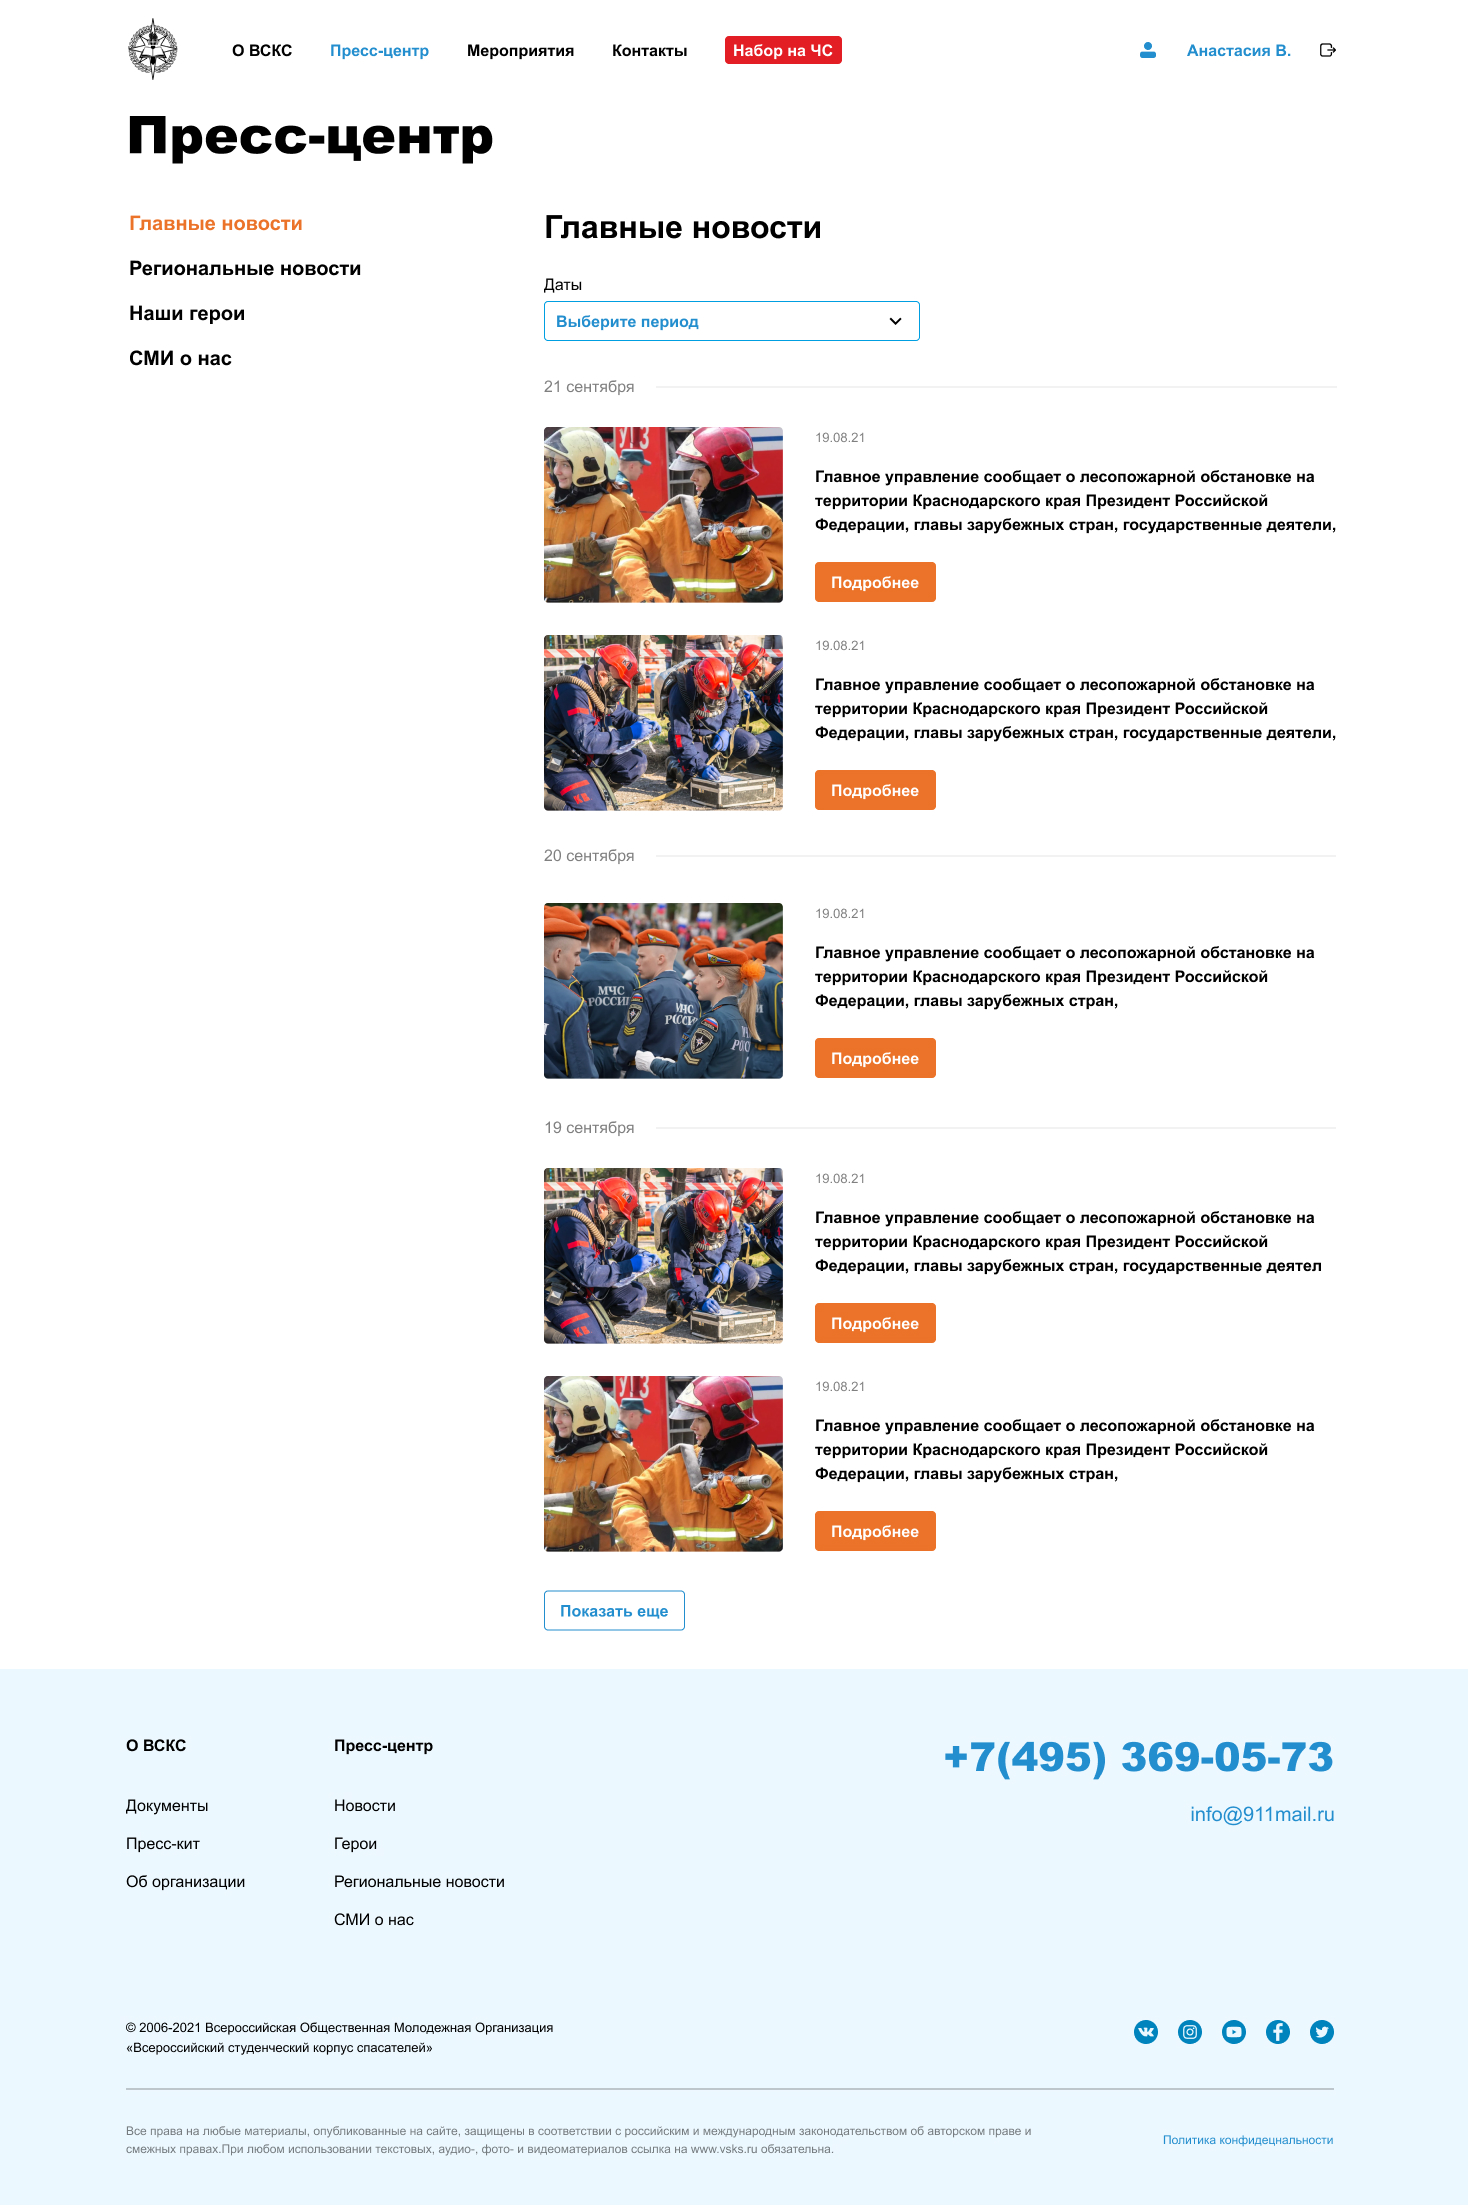 О ВСКС Пресс-центр Мероприятия Контакты Набор на ЧС Анастасия В.
Пресс-центр
Главные новости
Региональные новости
Наши герои
СМИ о нас
Главные новости
Даты
Выберите период
21 сентября
УГЗ
19.08.21
Главное управление сообщает о лесопожарной обстановке на
территории Краснодарского края Президент Российской
Федерации, главы зарубежных стран, государственные деятели,
Подробнее
19.08.21
Главное управление сообщает о лесопожарной обстановке на
территории Краснодарского края Президент Российской
Федерации, главы зарубежных стран, государственные деятели,
Подробнее
20 сентября
МЧС
РОССИИ
19.08.21
Главное управление сообщает о лесопожарной обстановке на
территории Краснодарского края Президент Российской
Федерации, главы зарубежных стран,
Подробнее
19 сентября
19.08.21
Главное управление сообщает о лесопожарной обстановке на
территории Краснодарского края Президент Российской
Федерации, главы зарубежных стран, государственные деятел
Подробнее
УГЗ
19.08.21
Главное управление сообщает о лесопожарной обстановке на
территории Краснодарского края Президент Российской
Федерации, главы зарубежных стран,
Подробнее
Показать еще
О ВСКС
Документы
Пресс-кит
Об организации
Пресс-центр
Новости
Герои
Региональные новости
СМИ о нас
+7(495) 369-05-73
info@911mail.ru
© 2006-2021 Всероссийская Общественная Молодежная Организация
«Всероссийский студенческий корпус спасателей»
Все права на любые материалы, опубликованные на сайте, защищены в соответствии с российским и международным законодательством об авторском праве и
смежных правах.При любом использовании текстовых, аудио-, фото- и видеоматериалов ссылка на www.vsks.ru обязательна.
Политика конфидецнальности